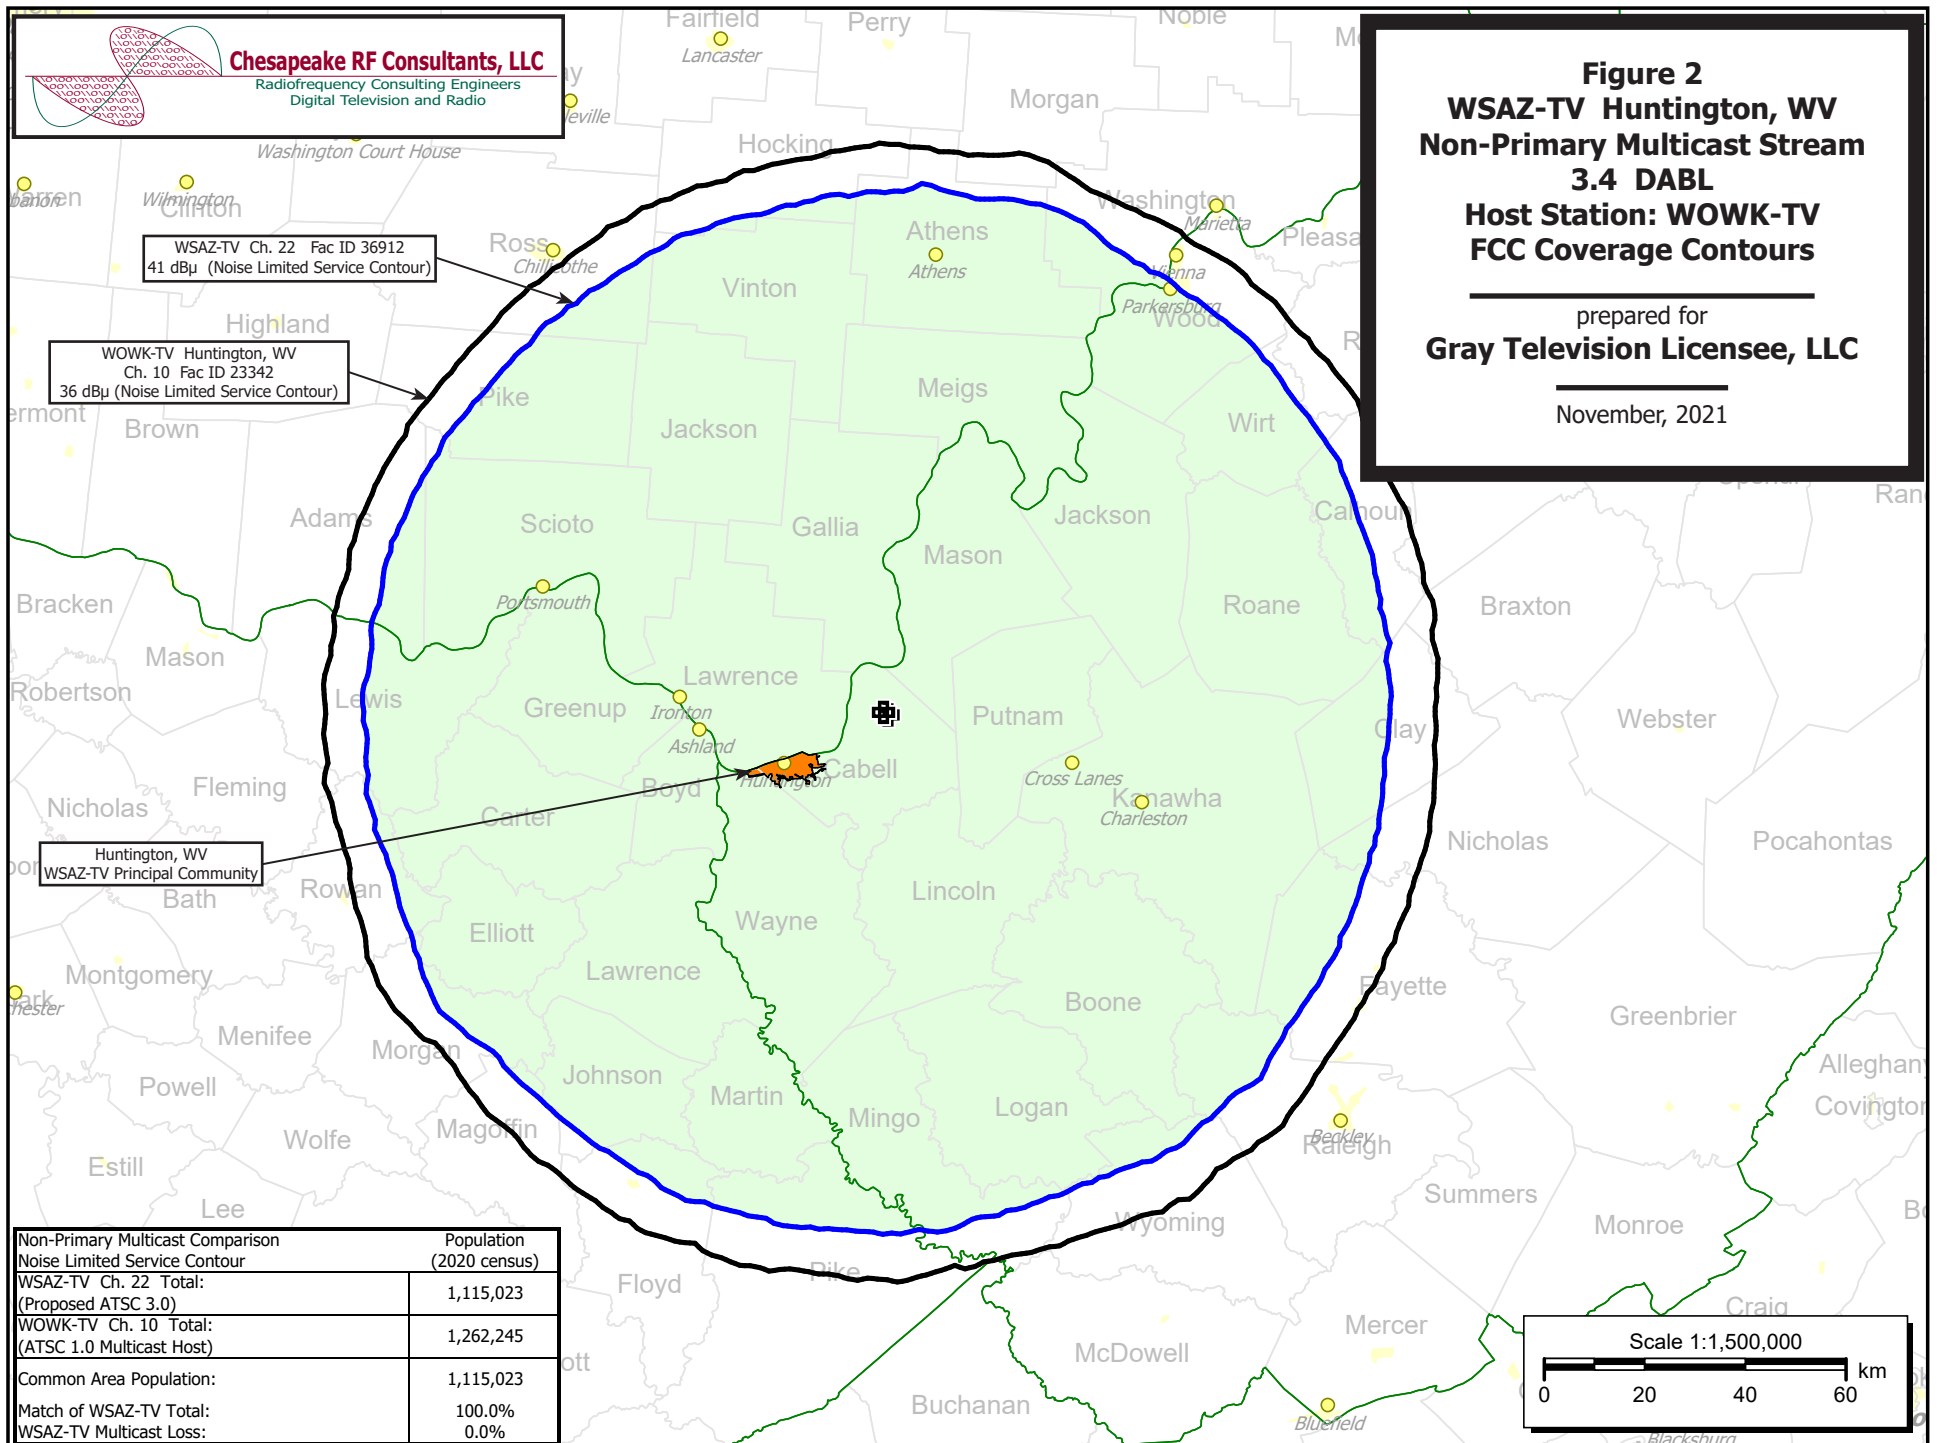 Chesapeake RF Consultants, LLC
Radiofrequency Consulting Engineers
Digital Television and Radio
Figure 2
WSAZ-TV Huntington, WV
Non-Primary Multicast Stream
3.4 DABL
Host Station: WOWK-TV
FCC Coverage Contours
prepared for
Gray Television Licensee, LLC
November, 2021
WSAZ-TV Ch. 22 Fac ID 36912
41 dBµ (Noise Limited Service Contour)
WOWK-TV Huntington, WV
Ch. 10 Fac ID 23342
36 dBµ (Noise Limited Service Contour)
Huntington, WV
WSAZ-TV Principal Community
Fairfield
Lancaster
Perry
Noble
Morgan
Hocking
Washington Court House
Wilmington
Clinton
Ross
Chillicothe
Athens
Athens
Washington
Marietta
Vienna
Parkersburg
Wood
Vinton
Highland
Pike
Jackson
Meigs
Wirt
Brown
Adams
Scioto
Gallia
Mason
Jackson
Calhoun
Portsmouth
Bracken
Mason
Robertson
Lewis
Greenup
Lawrence
Ironton
Ashland
Roane
Braxton
Putnam
Clay
Webster
Fleming
Nicholas
Carter
Boyd
Huntington
Cabell
Cross Lanes
Kanawha
Charleston
Nicholas
Pocahontas
Bath
Rowan
Elliott
Wayne
Lincoln
Montgomery
Lawrence
Boone
Fayette
Greenbrier
Menifee
Morgan
Powell
Johnson
Martin
Mingo
Logan
Alleghany
Covington
Wolfe
Magoffin
Beckley
Raleigh
Estill
Lee
Summers
Monroe
Wyoming
Floyd
Pike
Craig
Mercer
McDowell
Buchanan
Bluefield
Blacksburg
Non-Primary Multicast Comparison Population
Noise Limited Service Contour (2020 census)
WSAZ-TV Ch. 22 Total:
(Proposed ATSC 3.0) 1,115,023
WOWK-TV Ch. 10 Total:
(ATSC 1.0 Multicast Host) 1,262,245
Common Area Population: 1,115,023
Match of WSAZ-TV Total: 100.0%
WSAZ-TV Multicast Loss: 0.0%
Scale 1:1,500,000
km
0 20 40 60